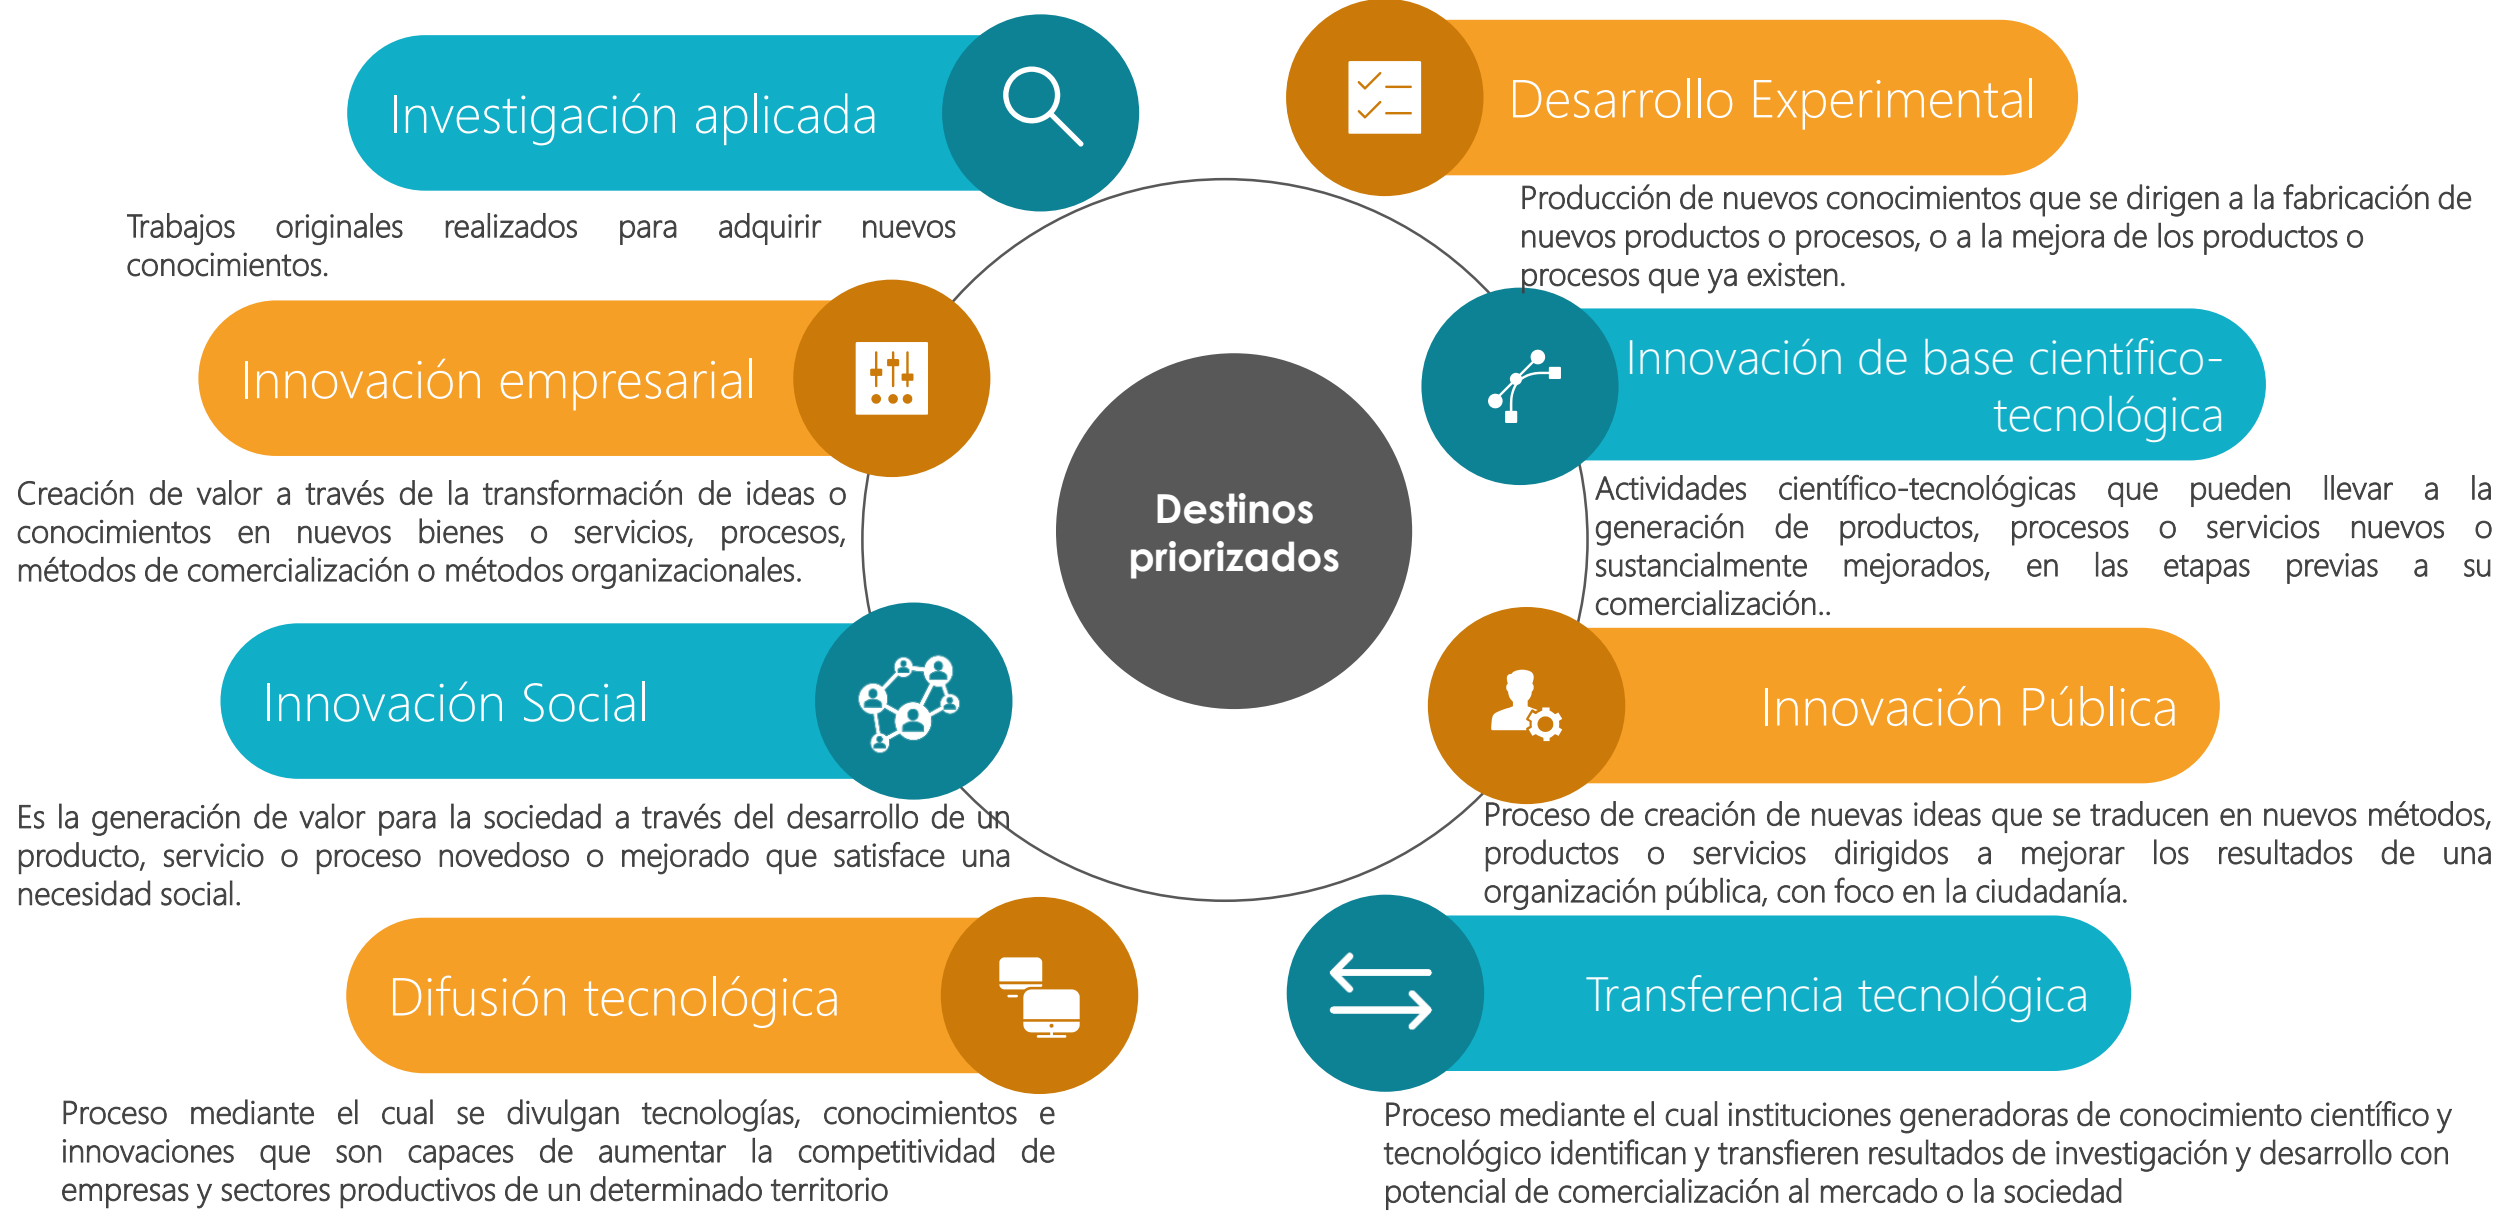 Investigación aplicada
Trabajos originales realizados para adquirir nuevos
conocimientos.
Innovación empresarial
Creación de valor a través de la transformación de ideas o
conocimientos en nuevos bienes o servicios, procesos,
métodos de comercialización o métodos organizacionales.
Innovación Social
Es la generación de valor para la sociedad a través del desarrollo de un
producto, servicio o proceso novedoso o mejorado que satisface una
necesidad social.
Difusión tecnológica
Proceso mediante el cual se divulgan tecnologías, conocimientos e
innovaciones que son capaces de aumentar la competitividad de
empresas y sectores productivos de un determinado territorio
Destinos
priorizados
Desarrollo Experimental
Producción de nuevos conocimientos que se dirigen a la fabricación de
nuevos productos o procesos, o a la mejora de los productos o
procesos que ya existen.
Innovación de base científico-
tecnológica
Actividades científico-tecnológicas que pueden llevar a la
generación de productos, procesos o servicios nuevos o
sustancialmente mejorados, en las etapas previas a su
comercialización..
Innovación Pública
Proceso de creación de nuevas ideas que se traducen en nuevos métodos,
productos o servicios dirigidos a mejorar los resultados de una
organización pública, con foco en la ciudadanía.
Transferencia tecnológica
Proceso mediante el cual instituciones generadoras de conocimiento científico y
tecnológico identifican y transfieren resultados de investigación y desarrollo con
potencial de comercialización al mercado o la sociedad